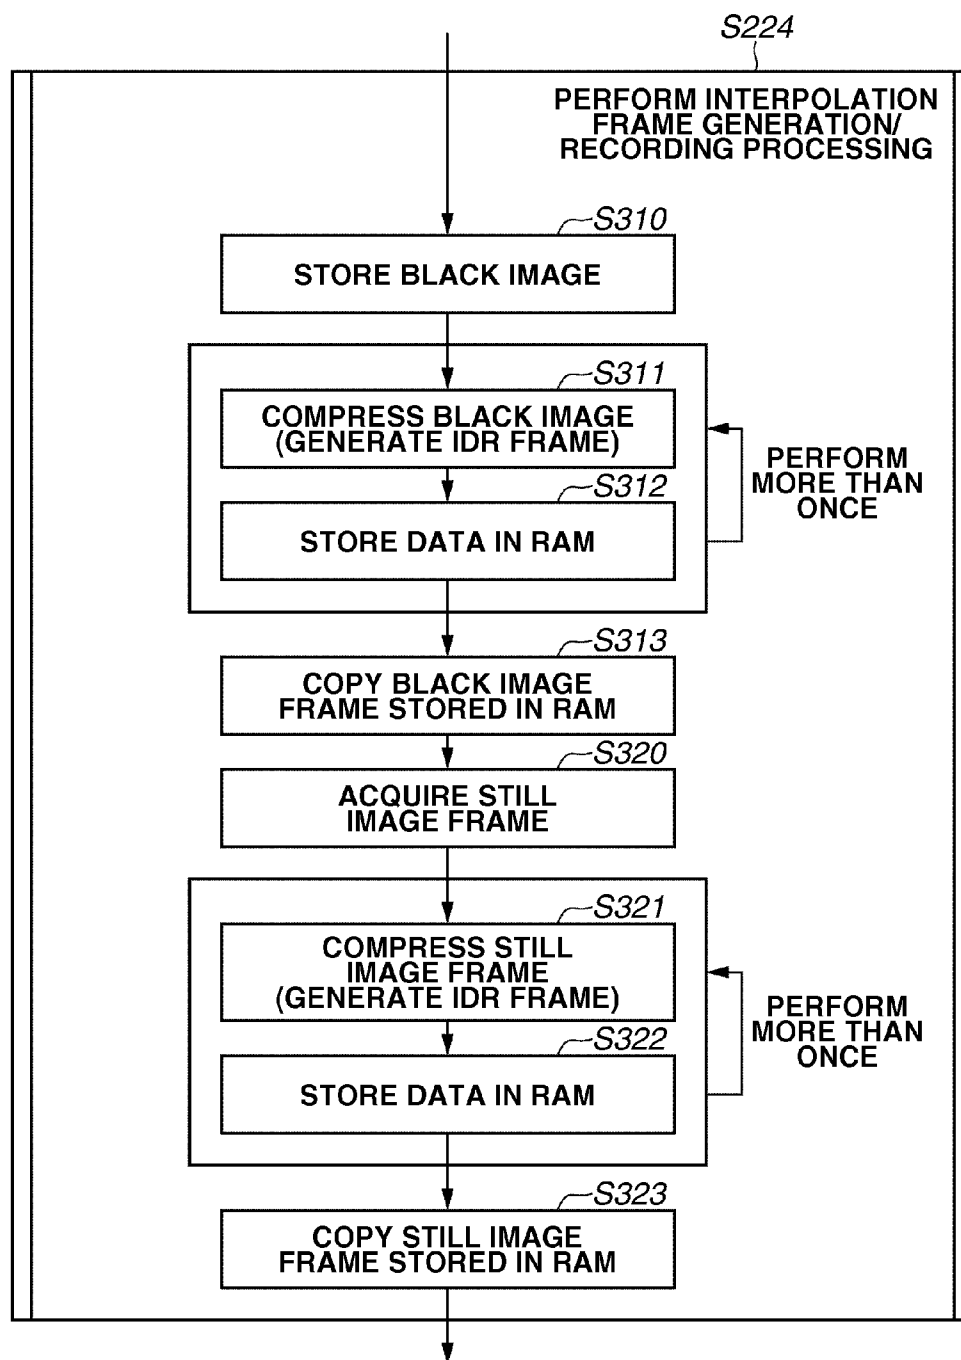 S224
PERFORM INTERPOLATION
FRAME GENERATION/
RECORDING PROCESSING
S310
STORE BLACK IMAGE
S311
COMPRESS BLACK IMAGE
(GENERATE IDR FRAME)
S312
STORE DATA IN RAM
PERFORM
MORE THAN
ONCE
S313
COPY BLACK IMAGE
FRAME STORED IN RAM
S320
ACQUIRE STILL
IMAGE FRAME
S321
COMPRESS STILL
IMAGE FRAME
(GENERATE IDR FRAME)
S322
STORE DATA IN RAM
PERFORM
MORE THAN
ONCE
S323
COPY STILL IMAGE
FRAME STORED IN RAM